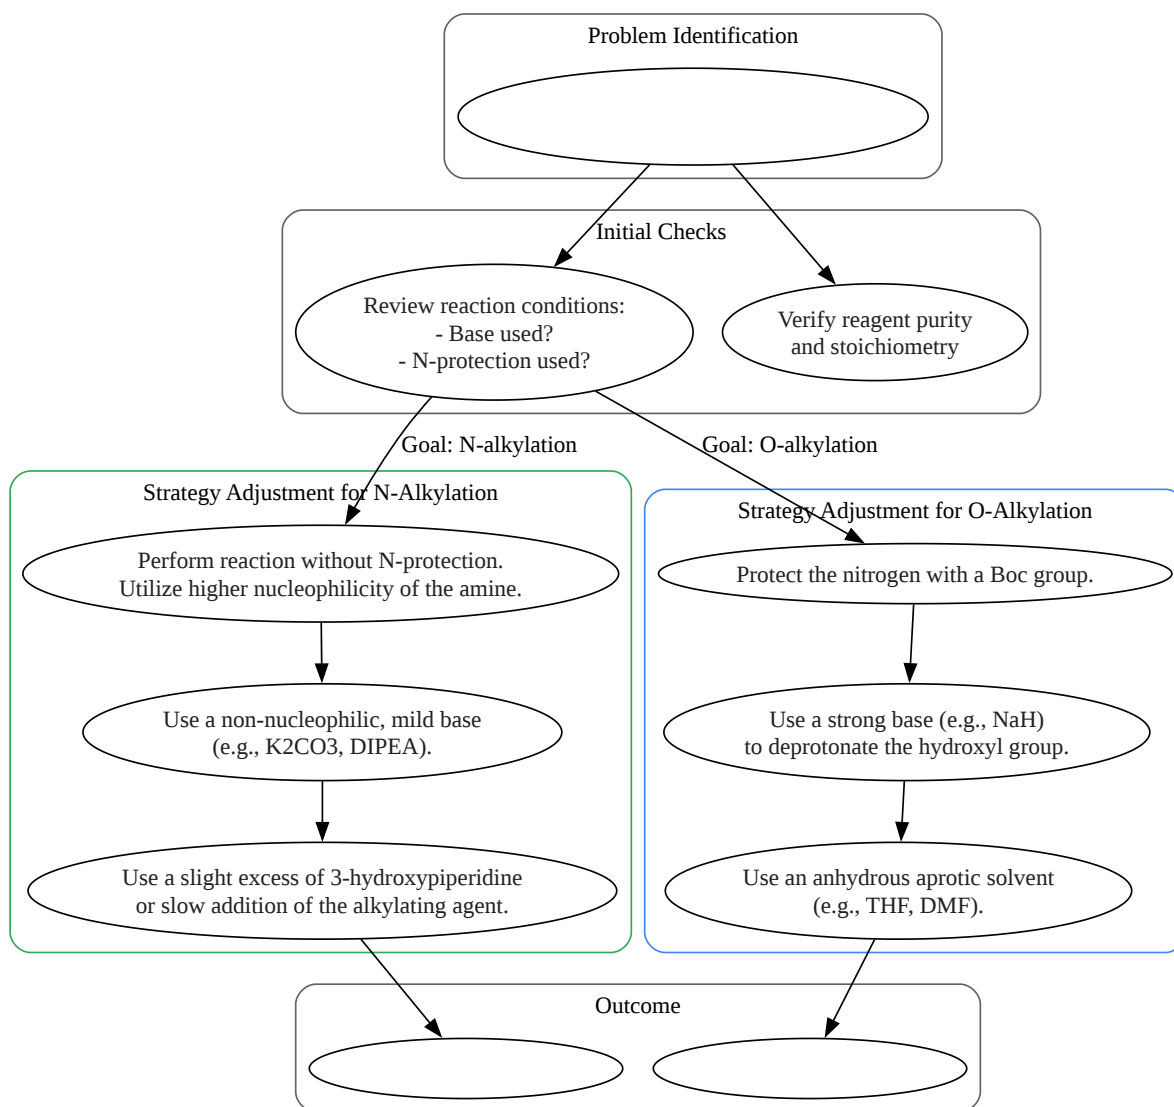 Problem Identification
Initial Checks
Review reaction conditions:
- Base used?
- N-protection used?
Verify reagent purity
and stoichiometry
Goal: N-alkylation
Goal: O-alkylation
Strategy Adjustment for N-Alkylation
Perform reaction without N-protection.
Utilize higher nucleophilicity of the amine.
Use a non-nucleophilic, mild base
(e.g., K2CO3, DIPEA).
Use a slight excess of 3-hydroxypiperidine
or slow addition of the alkylating agent.
Strategy Adjustment for O-Alkylation
Protect the nitrogen with a Boc group.
Use a strong base (e.g., NaH)
to deprotonate the hydroxyl group.
Use an anhydrous aprotic solvent
(e.g., THF, DMF).
Outcome